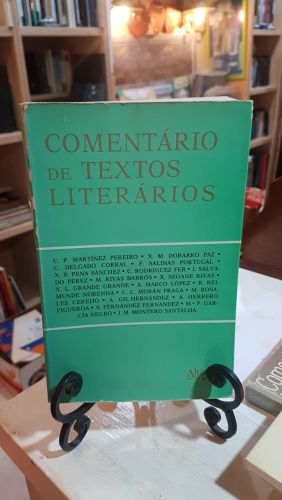 COMENTÁRIO
DE TEXTOS
LITERÁRIOS
C. P. MARTÍNEZ PEREIRO • X. M. DOBARRO PAZ •
C. DELGADO CORRAL • F. SALINAS PORTUGAL •
X. R. PENA SÁNCHEZ • C. RODRÍGUEZ FER • I. SALVA-
DO PÉREZ • M. RIVAS BARRÓS • X. SEOANE RIVAS •
X. L. GRANDE GRANDE • A. MARCO LÓPEZ • R. REI-
MUNDE NORENHA • C. C. MORÁN FRAGA • M. ROSA-
LES CEREIJO • A. GIL HERNÁNDEZ • A. HERRERO
FIGUEROA • S. FERNÁNDEZ FERNÁNDEZ • M.ª P. GAR-
CÍA NEGRO • J. M. MONTERO SANTALHA